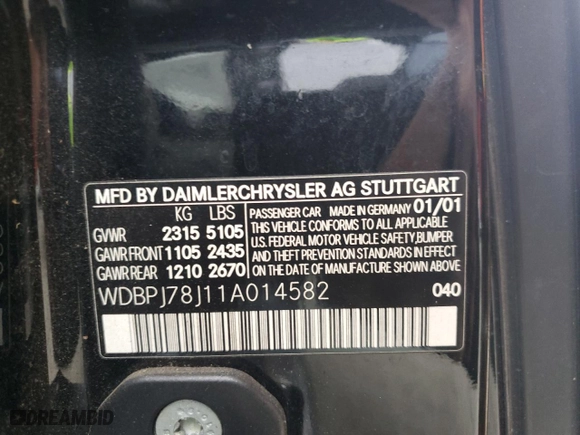 MFD BY DAIMLERCHRYSLER AG STUTTGART
KG LBS
GVWR 2315 5105
GAWR FRONT 1105 2435
GAWR REAR 1210 2670
PASSENGER CAR MADE IN GERMANY 01/01
THIS VEHICLE CONFORMS TO ALL APPLICABLE
U.S. FEDERAL MOTOR VEHICLE SAFETY, BUMPER
AND THEFT PREVENTION STANDARDS IN EFFECT
ON THE DATE OF MANUFACTURE SHOWN ABOVE.
WDBPJ78J11A014582 040
DREAMBID